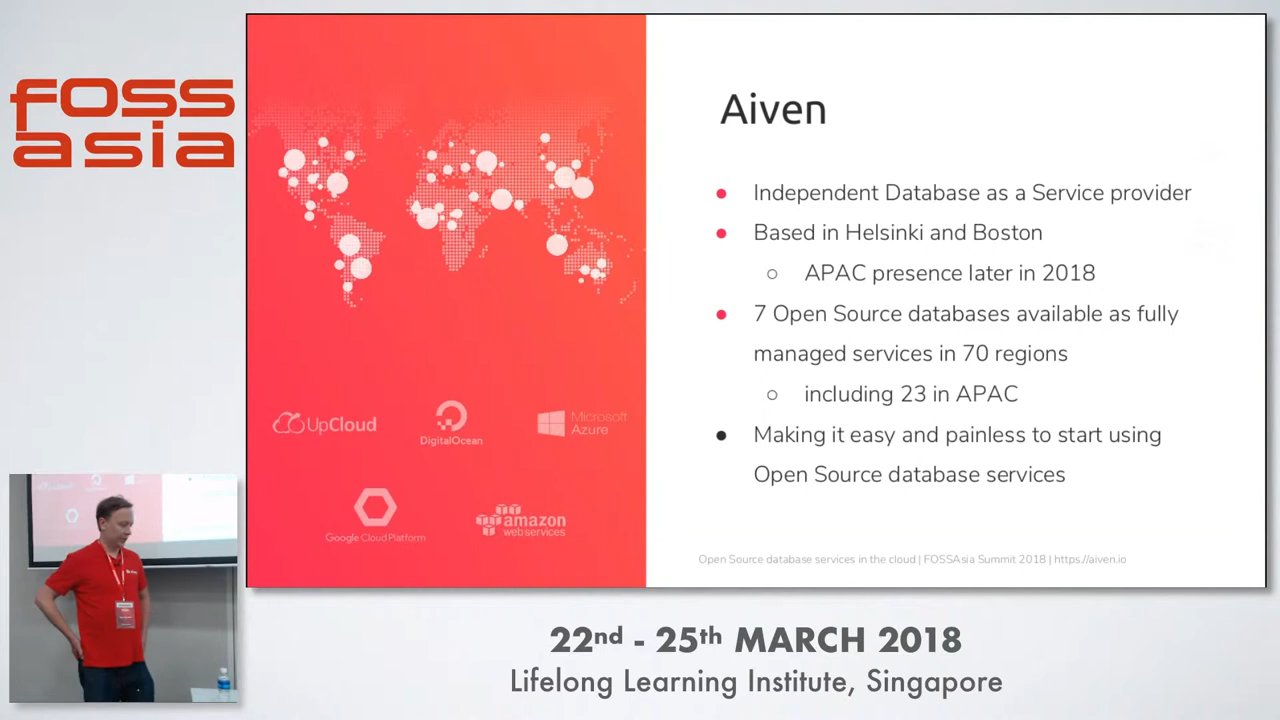 foss
asia
Aiven
● Independent Database as a Service provider
● Based in Helsinki and Boston
○ APAC presence later in 2018
● 7 Open Source databases available as fully
managed services in 70 regions
○ including 23 in APAC
● Making it easy and painless to start using
Open Source database services
UpCloud
DigitalOcean
Microsoft
Azure
Google Cloud Platform
amazon
webservices
Open Source database services in the cloud | FOSSAsia Summit 2018 | https://aiven.io
22nd - 25th MARCH 2018
Lifelong Learning Institute, Singapore